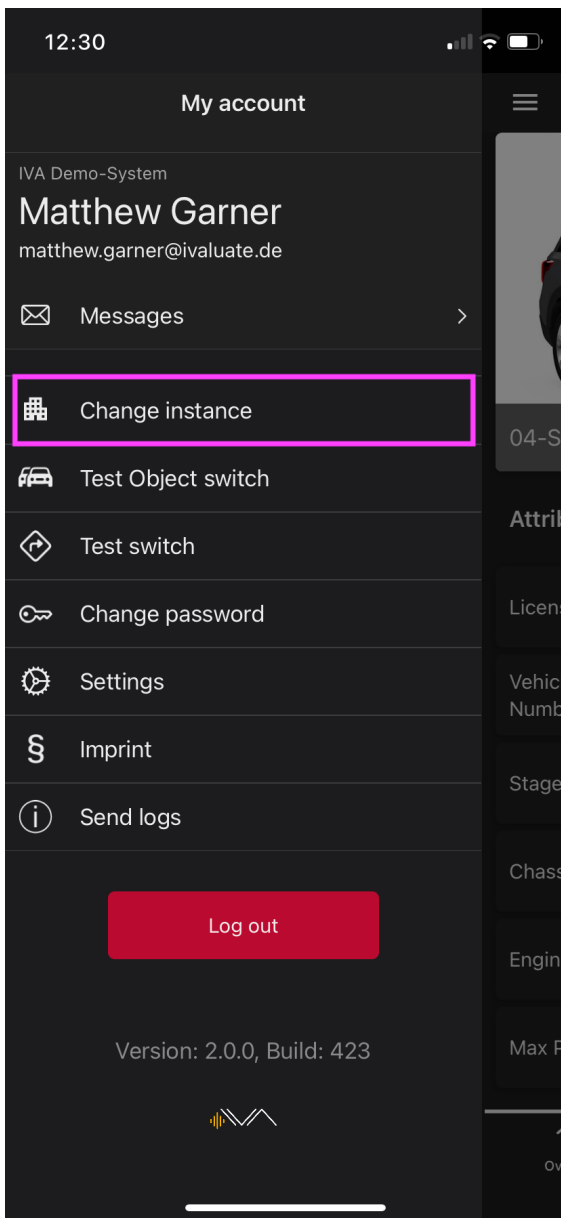 12:30
My account
IVA Demo-System
Matthew Garner
matthew.garner@ivaluate.de
Messages
Change instance
Test Object switch
Test switch
Change password
Settings
§ Imprint
Send logs
Log out
Version: 2.0.0, Build: 423
IVA
04-S
Attrib
Licens
Vehic
Numb
Stage
Chass
Engin
Max P
Ov